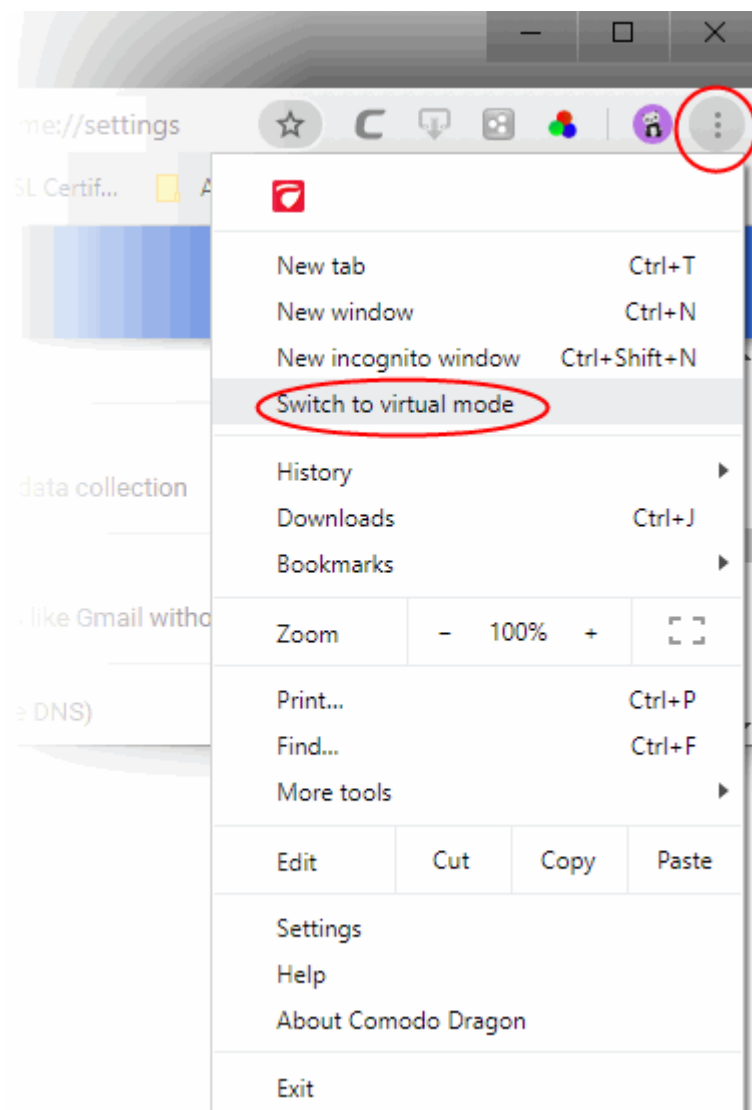 me://settings
SL Certif... A
New tab Ctrl+T
New window Ctrl+N
New incognito window Ctrl+Shift+N
Switch to virtual mode
History
data collection
Downloads Ctrl+J
Bookmarks
like Gmail witho
Zoom - 100% +
Print... Ctrl+P
e DNS)
Find... Ctrl+F
More tools
Edit Cut Copy Paste
Settings
Help
About Comodo Dragon
Exit